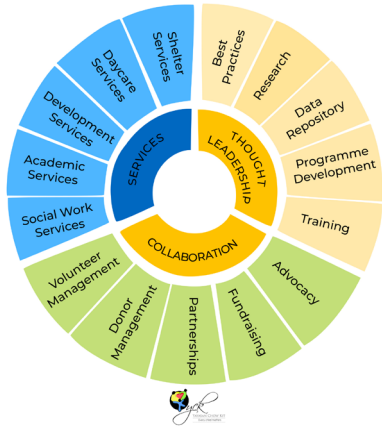 Shelter
Services
Daycare
Services
Development
Services
Academic
Services
Social Work
Services
Best
Practices
Research
Data
Repository
Programme
Development
Training
Advocacy
Fundraising
Partnerships
Donor
Management
Volunteer
Management
SERVICES
THOUGHT
LEADERSHIP
COLLABORATION